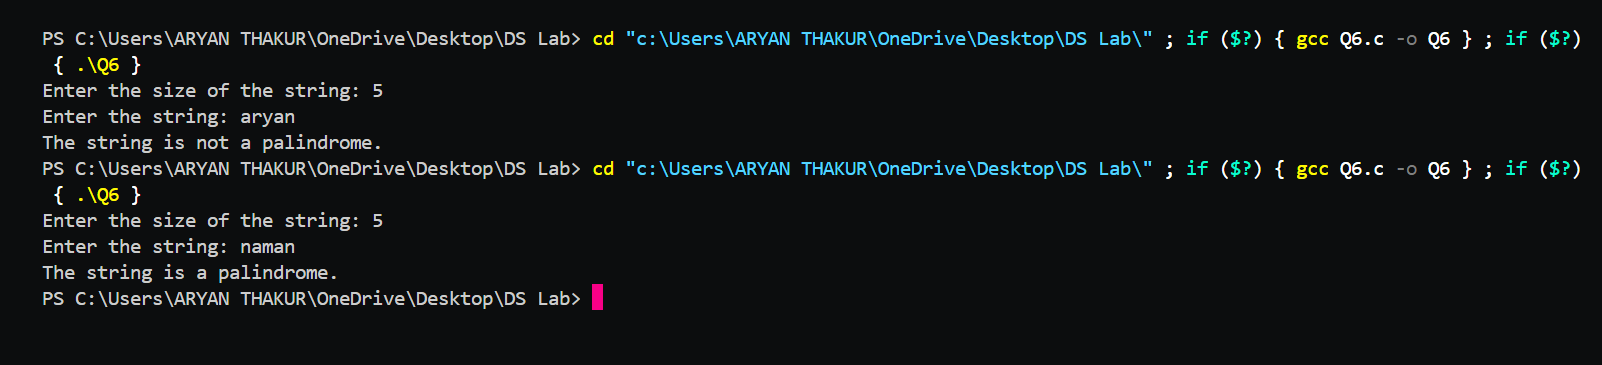 PS C:\Users\ARYAN THAKUR\OneDrive\Desktop\DS Lab> cd "c:\Users\ARYAN THAKUR\OneDrive\Desktop\DS Lab\" ; if ($?) { gcc Q6.c -o Q6 } ; if ($?)
 { .\Q6 }
Enter the size of the string: 5
Enter the string: aryan
The string is not a palindrome.
PS C:\Users\ARYAN THAKUR\OneDrive\Desktop\DS Lab> cd "c:\Users\ARYAN THAKUR\OneDrive\Desktop\DS Lab\" ; if ($?) { gcc Q6.c -o Q6 } ; if ($?)
 { .\Q6 }
Enter the size of the string: 5
Enter the string: naman
The string is a palindrome.
PS C:\Users\ARYAN THAKUR\OneDrive\Desktop\DS Lab>